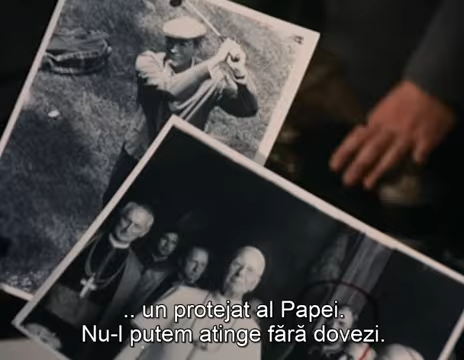 .. un protejat al Papei.
Nu-l putem atinge fără dovezi.